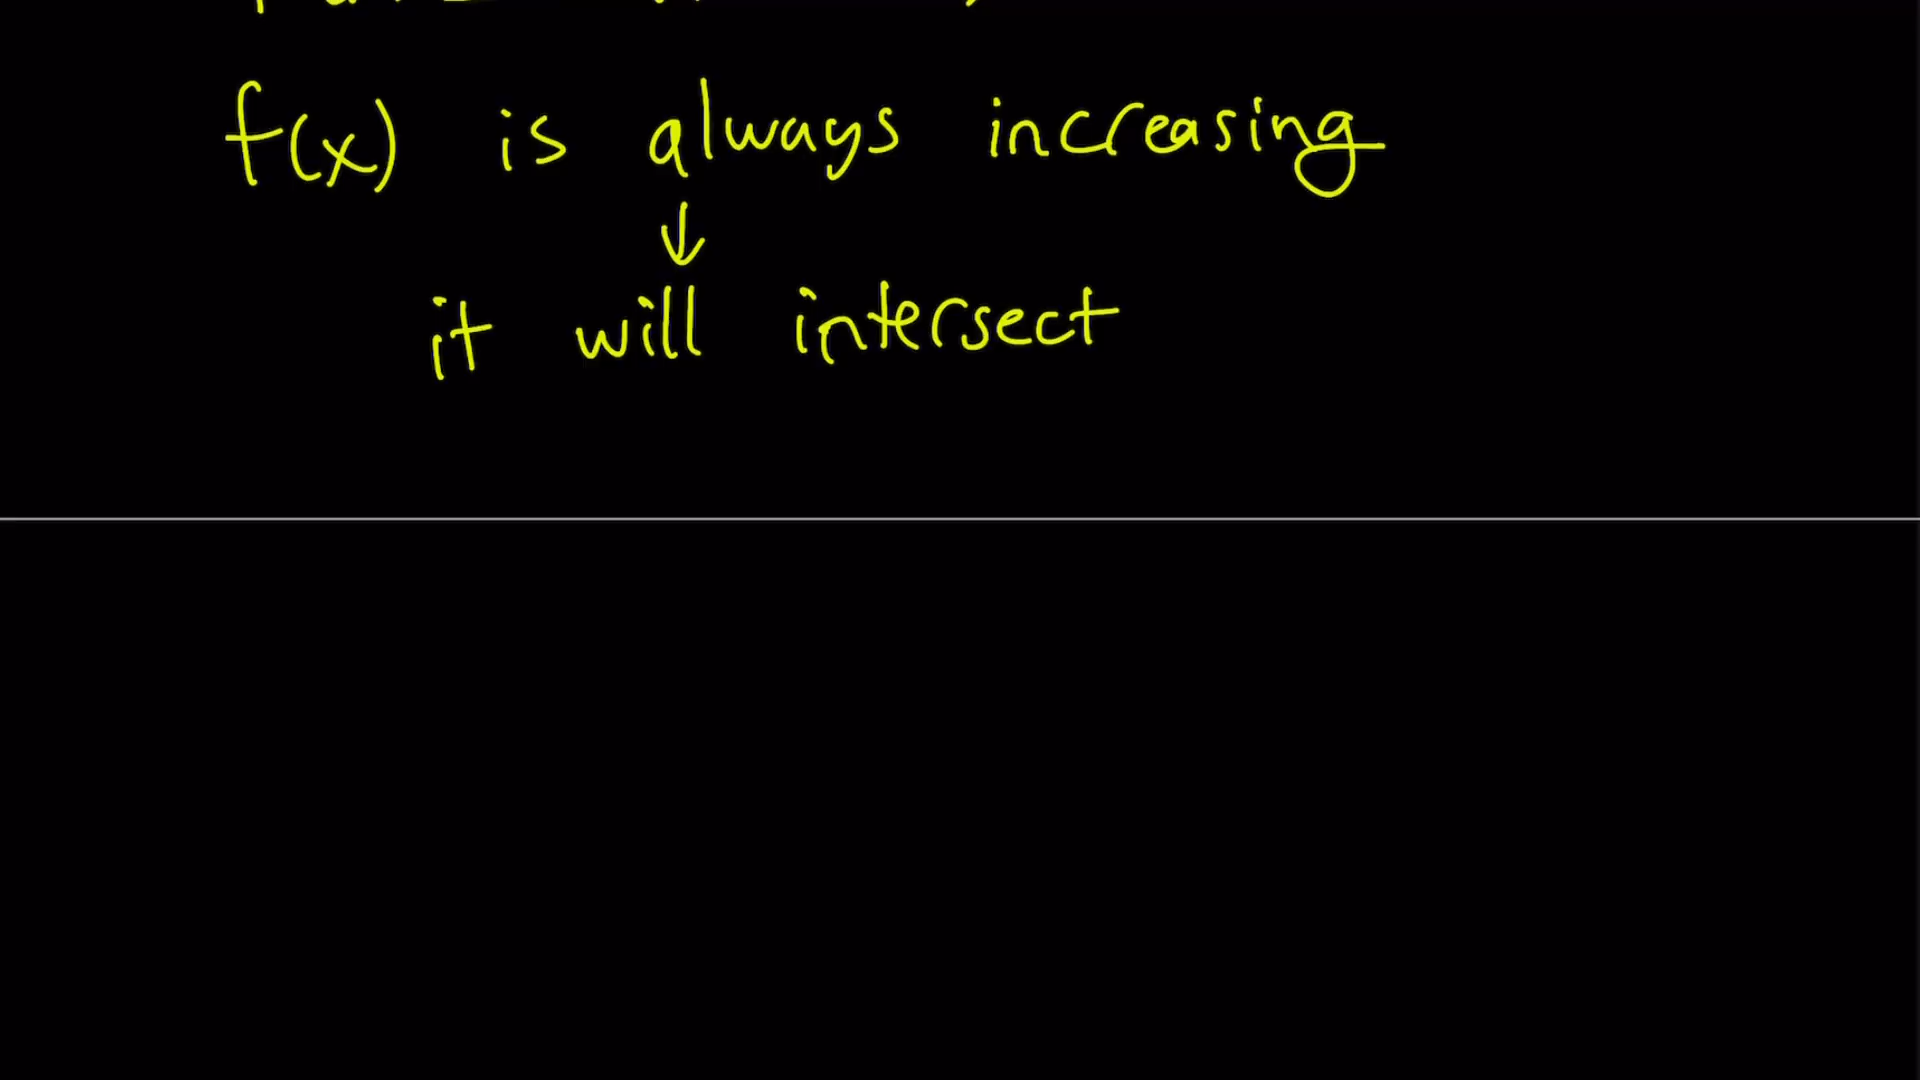 f(x) is always increasing
↓
it will intersect